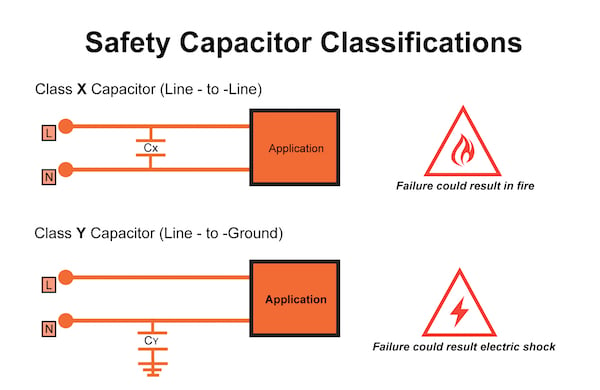 Safety Capacitor Classifications
Class X Capacitor (Line - to -Line)
L
Cx
Application
N
Failure could result in fire
Class Y Capacitor (Line - to -Ground)
L
Application
N
CY
Failure could result electric shock